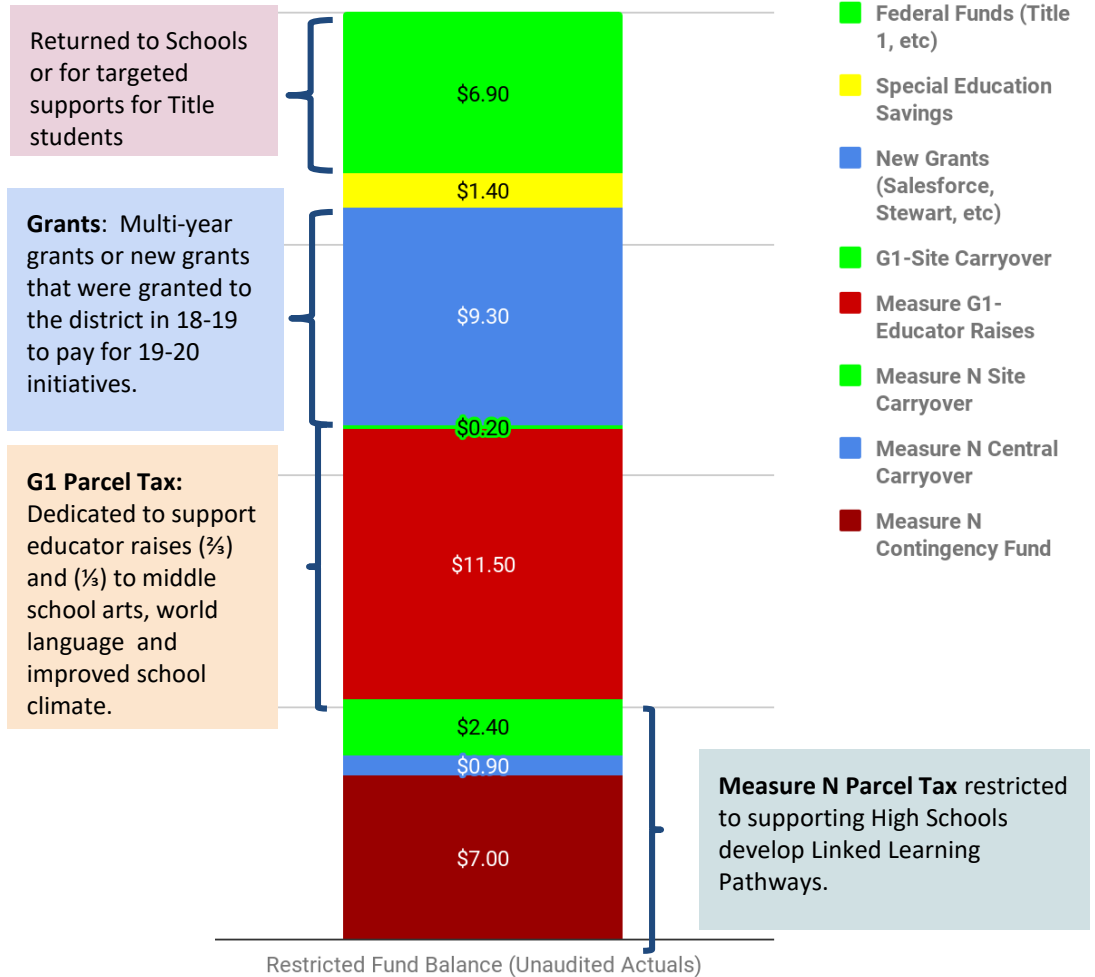 Returned to Schools
or for targeted
supports for Title
students
Grants: Multi-year
grants or new grants
that were granted to
the district in 18-19
to pay for 19-20
initiatives.
G1 Parcel Tax:
Dedicated to support
educator raises (⅔)
and (⅓) to middle
school arts, world
language and
improved school
climate.
$6.90
$1.40
$9.30
$0.20
$11.50
$2.40
$0.90
$7.00
Restricted Fund Balance (Unaudited Actuals)
Federal Funds (Title
1, etc)
Special Education
Savings
New Grants
(Salesforce,
Stewart, etc)
G1-Site Carryover
Measure G1-
Educator Raises
Measure N Site
Carryover
Measure N Central
Carryover
Measure N
Contingency Fund
Measure N Parcel Tax restricted
to supporting High Schools
develop Linked Learning
Pathways.